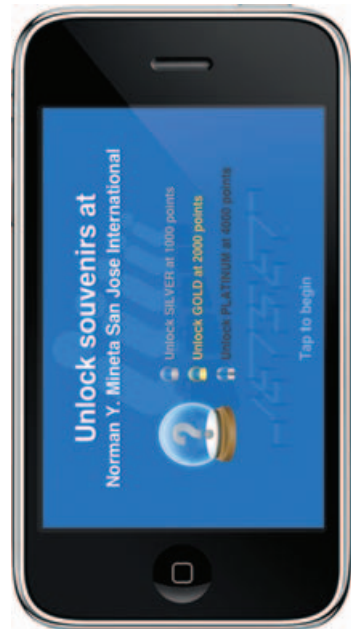 Unlock souvenirs at
Norman Y. Mineta San Jose International
Unlock SILVER at 1000 points
Unlock GOLD at 2000 points
Unlock PLATINUM at 4000 points
?
Tap to begin